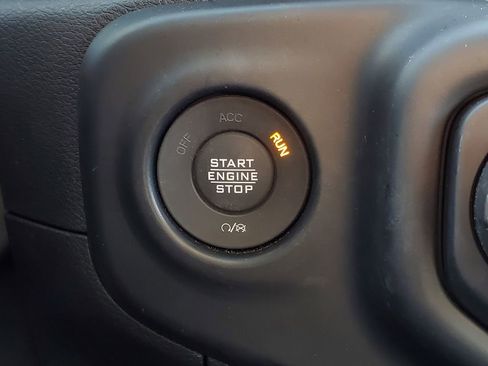 OFF ACC RUN
START
ENGINE
STOP